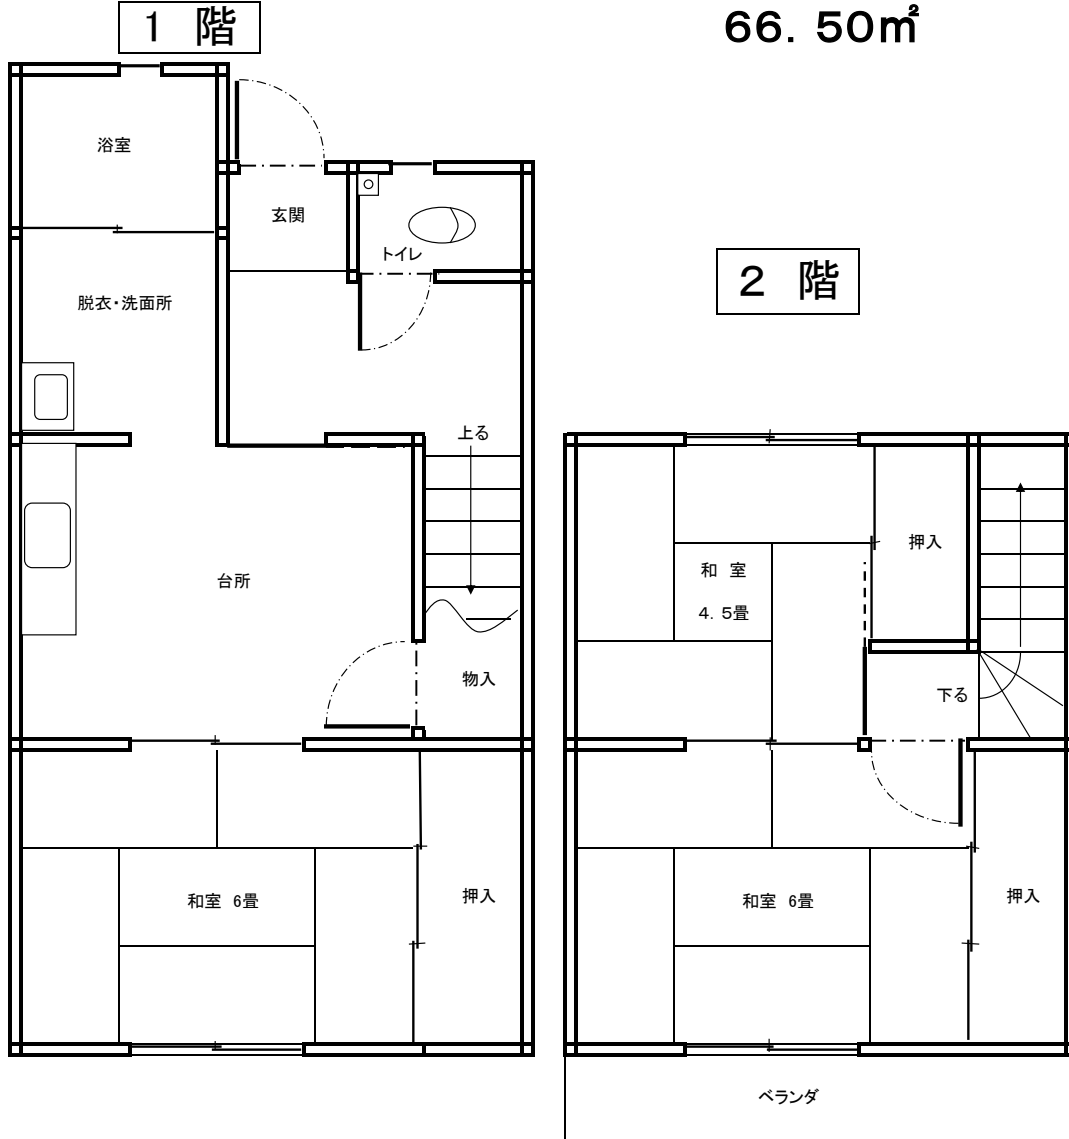 1 階
66.50㎡
浴室
玄関
トイレ
脱衣・洗面所
上る
台所
物入
和室 6畳
押入
2 階
押入
和 室
4.5畳
下る
和室 6畳
押入
ベランダ